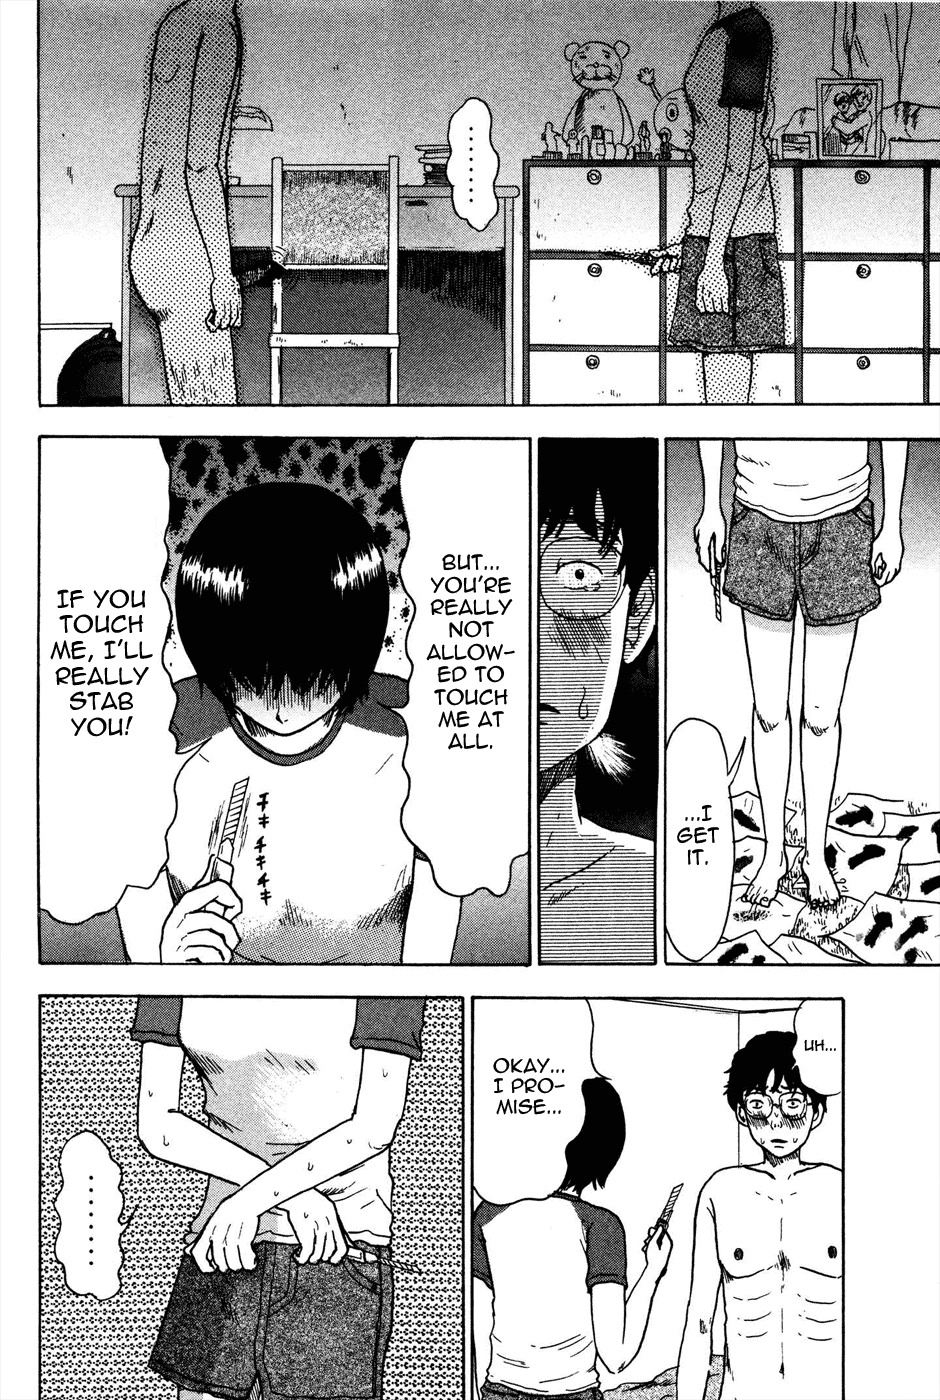 ........
...I
GET
IT.
BUT...
YOU'RE
REALLY
NOT
ALLOW-
ED TO
TOUCH
ME AT
ALL.
IF YOU
TOUCH
ME, I'LL
REALLY
STAB
YOU!
チキ
チキ
チキ
UH...
OKAY...
I PRO-
MISE...
........